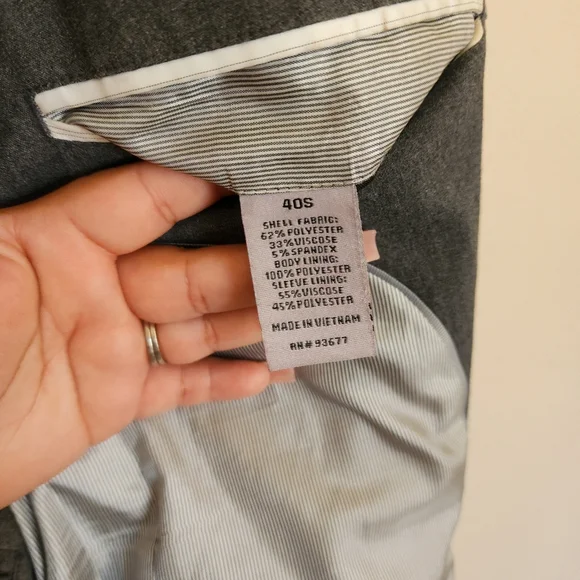 40S
SHELL FABRIC:
62% POLYESTER
33% VISCOSE
5% SPANDEX
BODY LINING:
100% POLYESTER
SLEEVE LINING:
55% VISCOSE
45% POLYESTER
MADE IN VIETNAM
RN# 93677